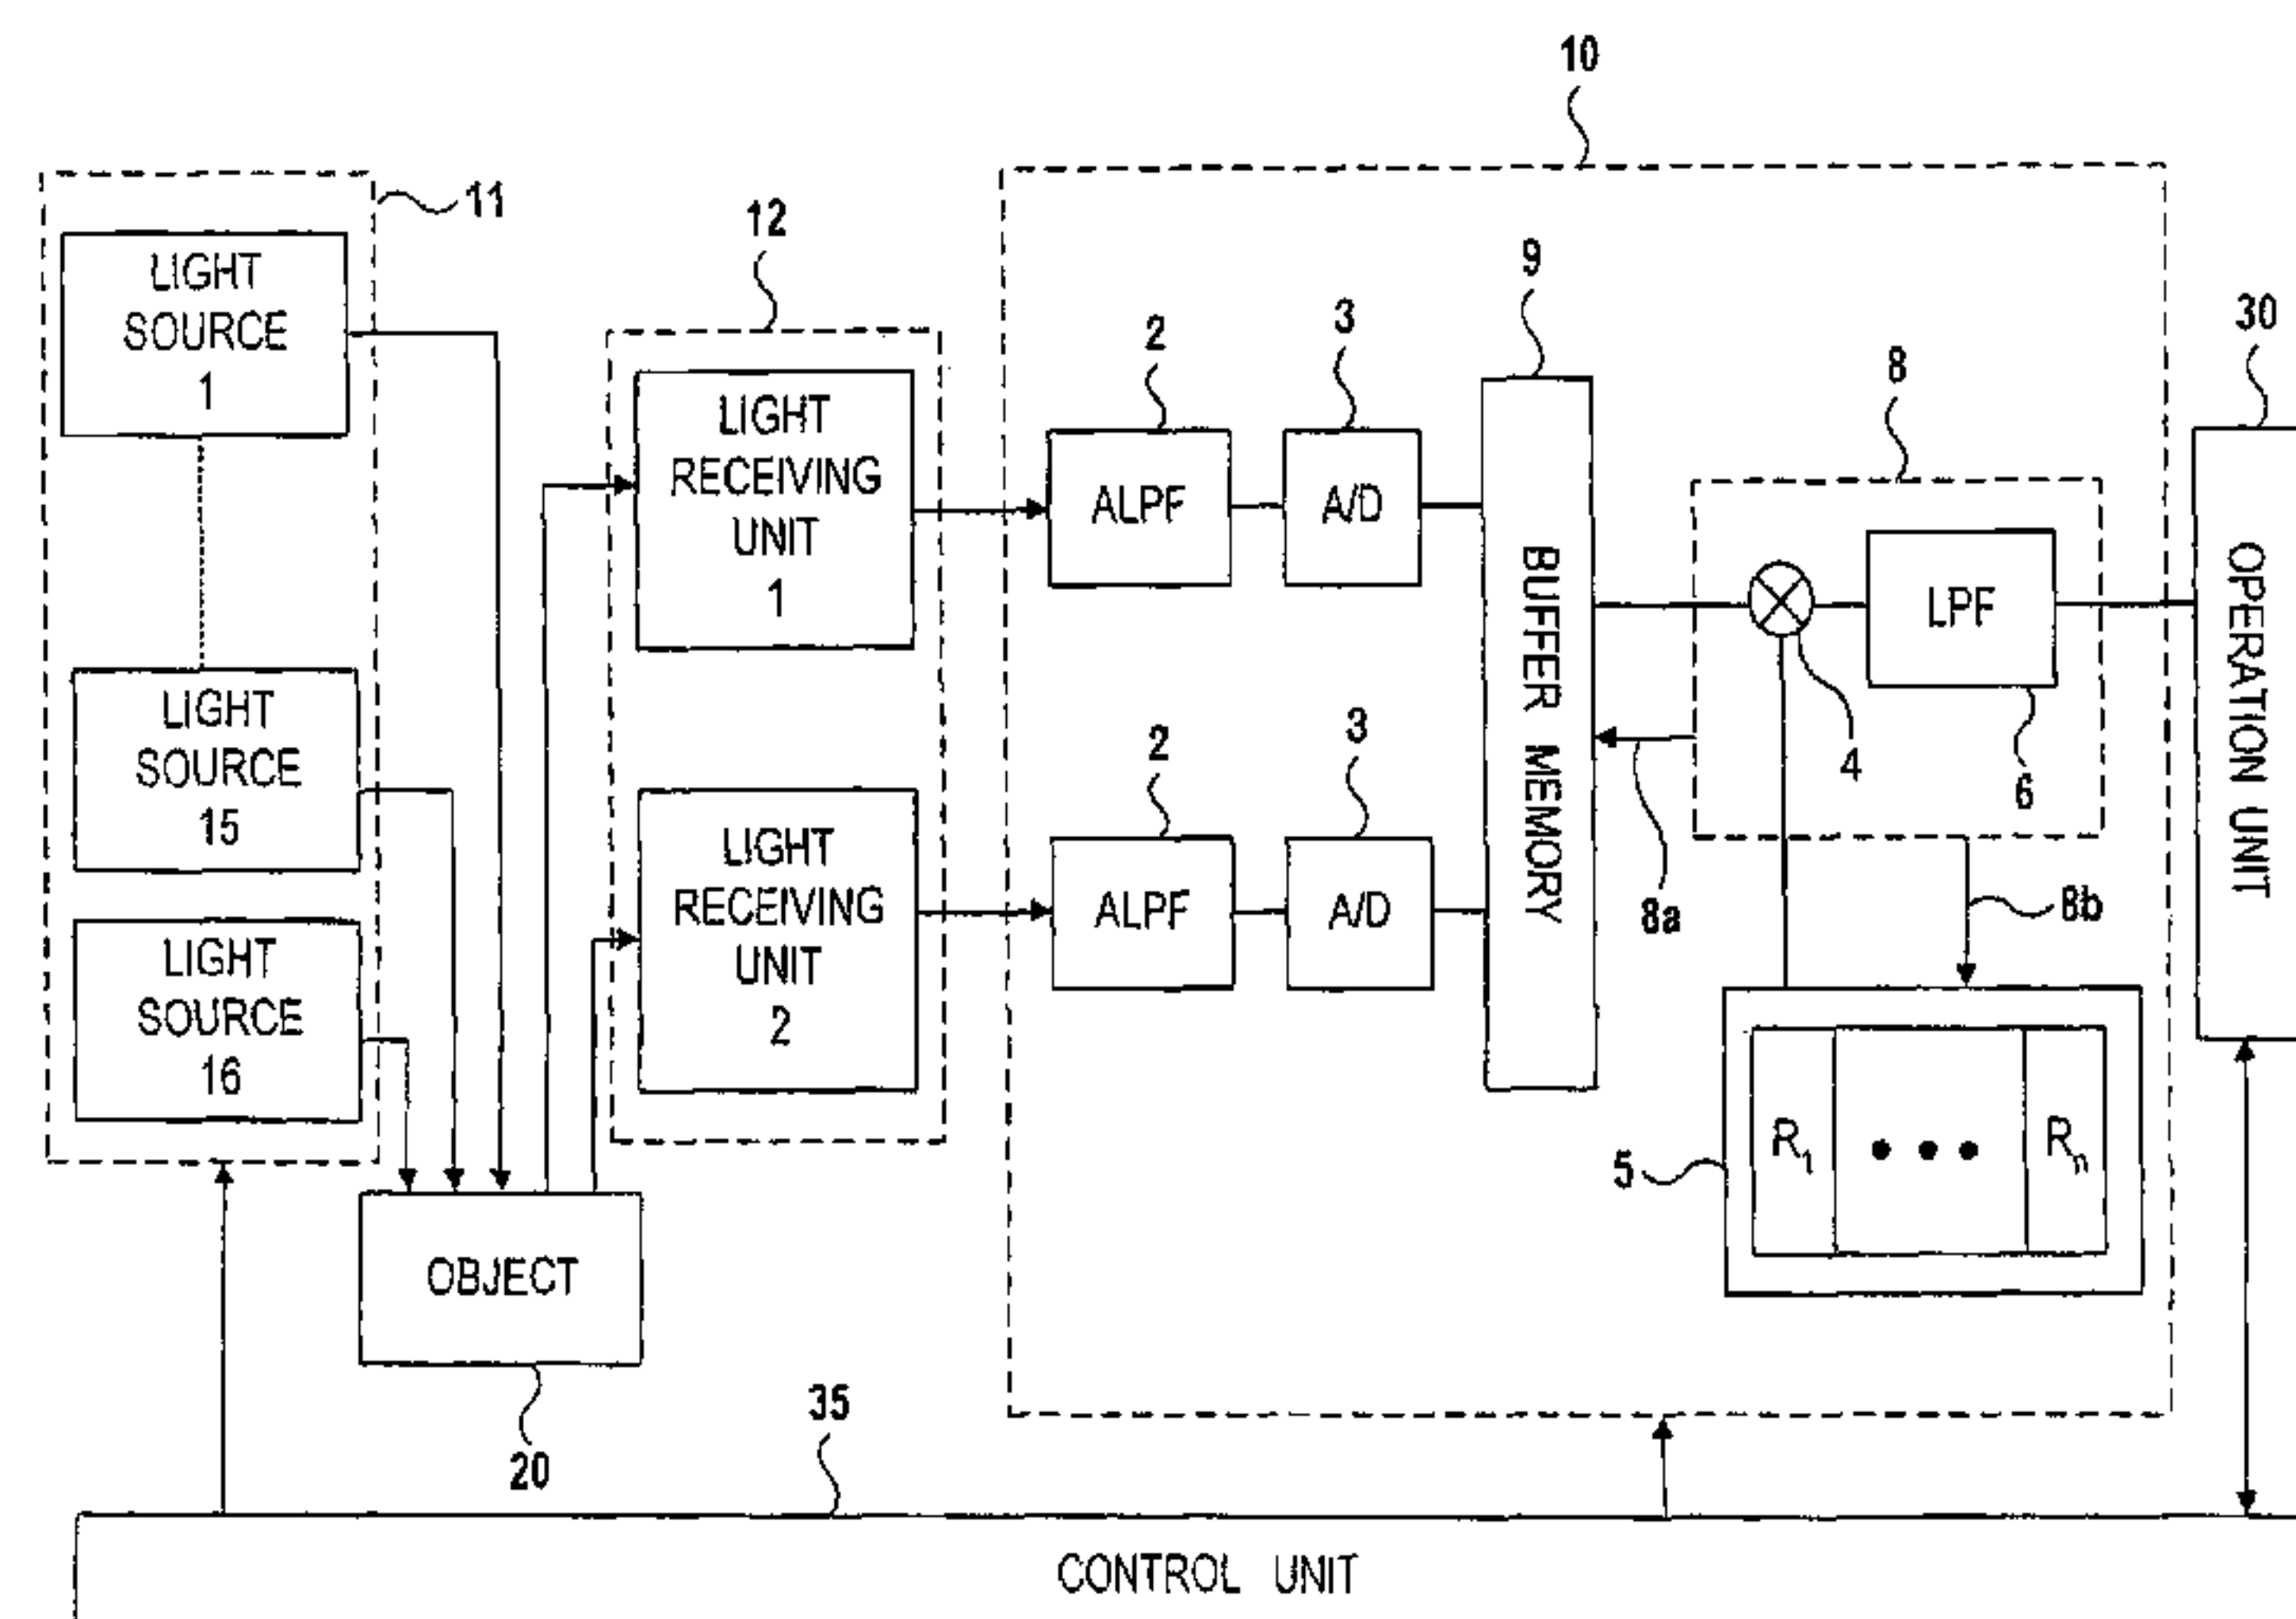 10
11
12
LIGHT
SOURCE
1
LIGHT
SOURCE
15
LIGHT
SOURCE
16
LIGHT
RECEIVING
UNIT
1
LIGHT
RECEIVING
UNIT
2
2
3
9
8
30
ALPF
A/D
BUFFER MEMORY
LPF
OPERATION UNIT
4
6
2
3
ALPF
A/D
8a
8b
5
R1
Rn
OBJECT
20
35
CONTROL UNIT